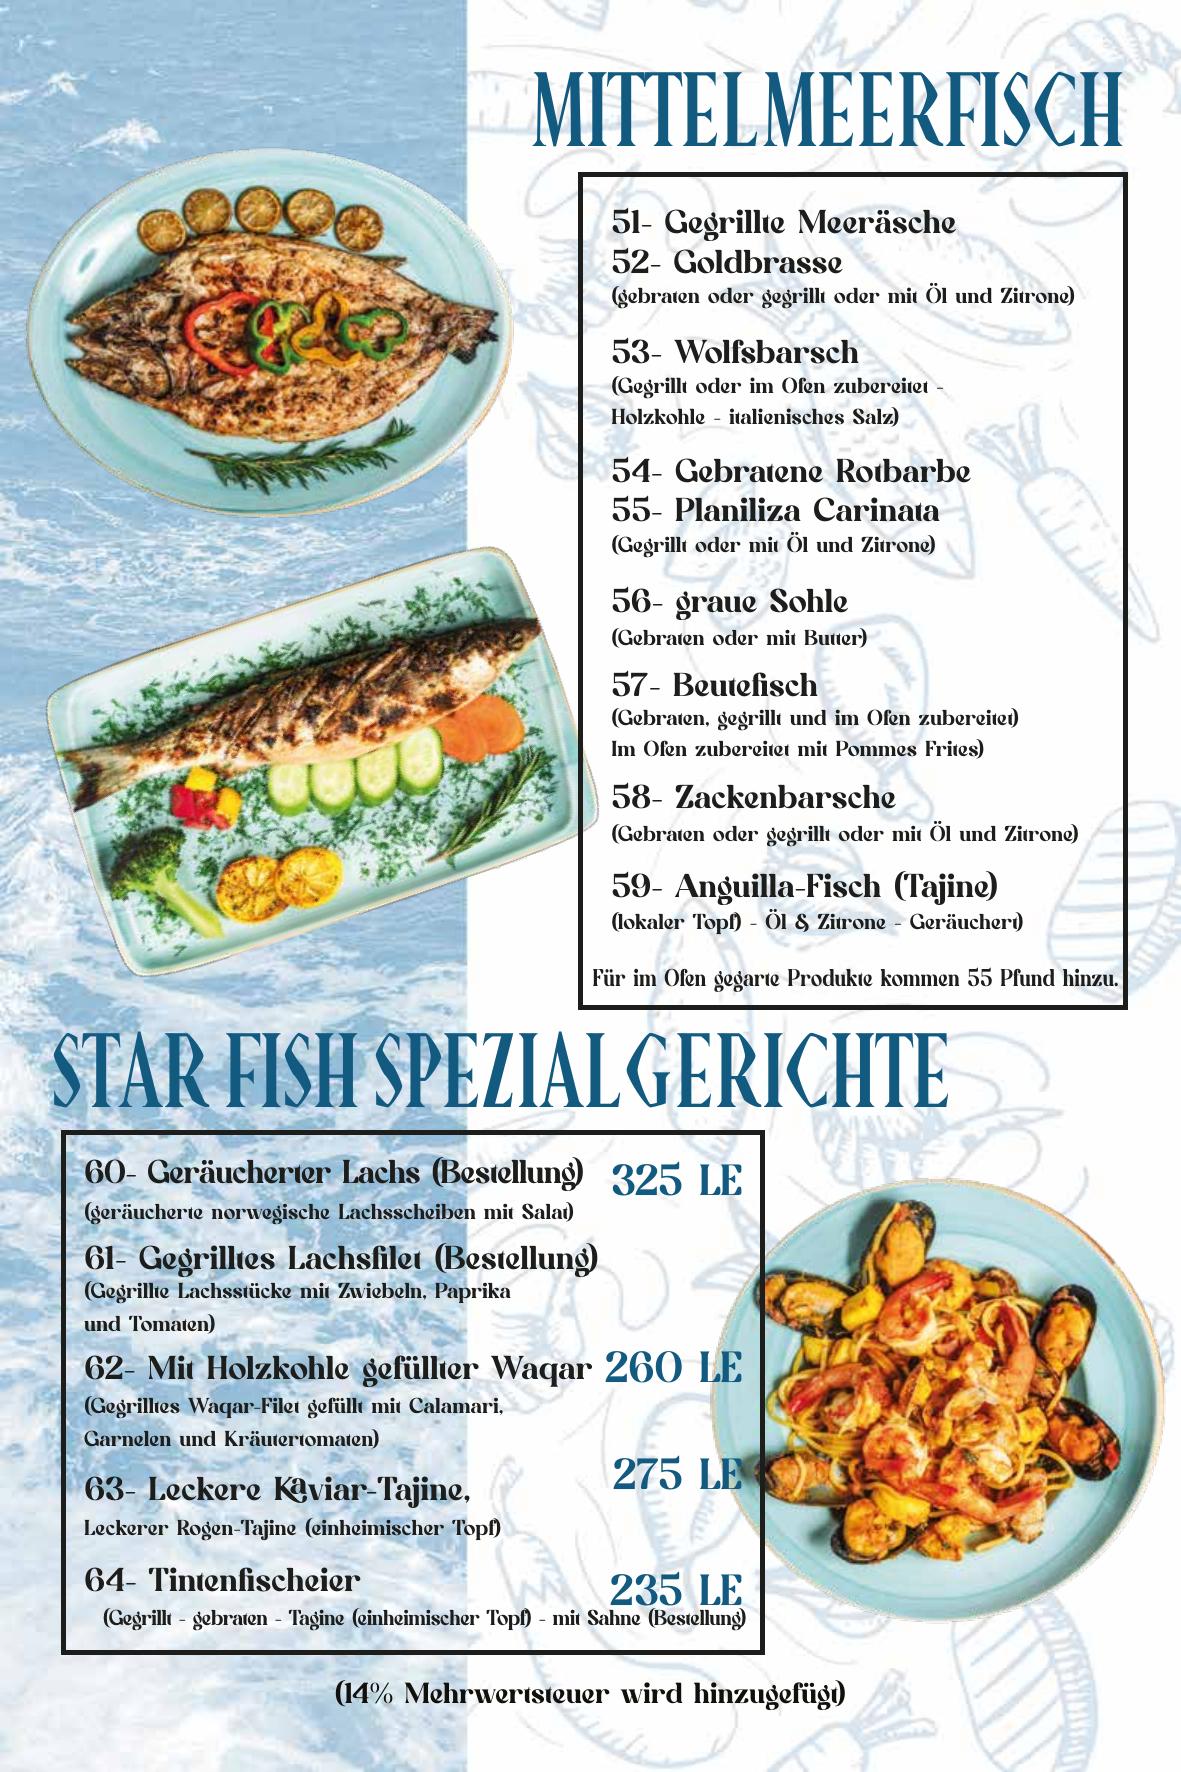 MITTELMEERFISCH
51- Gegrillte Meeräsche
52- Goldbrasse
(gebraten oder gegrillt oder mit Öl und Zitrone)
53- Wolfsbarsch
(Gegrillt oder im Ofen zubereitet -
Holzkohle - italienisches Salz)
54- Gebratene Rotbarbe
55- Planiliza Carinata
(Gegrillt oder mit Öl und Zitrone)
56- graue Sohle
(Gebraten oder mit Butter)
57- Beutefisch
(Gebraten, gegrillt und im Ofen zubereitet)
Im Ofen zubereitet mit Pommes Frites)
58- Zackenbarsche
(Gebraten oder gegrillt oder mit Öl und Zitrone)
59- Anguilla-Fisch (Tajine)
(lokaler Topf) - Öl & Zitrone - Geräuchert)
Für im Ofen gegarte Produkte kommen 55 Pfund hinzu.
STAR FISH SPEZIALGERICHTE
60- Geräucherter Lachs (Bestellung) 325 LE
(geräucherte norwegische Lachsscheiben mit Salat)
61- Gegrilltes Lachsfilet (Bestellung)
(Gegrillte Lachsstücke mit Zwiebeln, Paprika
und Tomaten)
62- Mit Holzkohle gefüllter Waqar 260 LE
(Gegrilltes Waqar-Filet gefüllt mit Calamari,
Garnelen und Kräutertomaten)
63- Leckere Kaviar-Tajine, 275 LE
Leckerer Rogen-Tajine (einheimischer Topf)
64- Tintenfischeier 235 LE
(Gegrillt - gebraten - Tagine (einheimischer Topf) - mit Sahne (Bestellung)
(14% Mehrwertsteuer wird hinzugefügt)